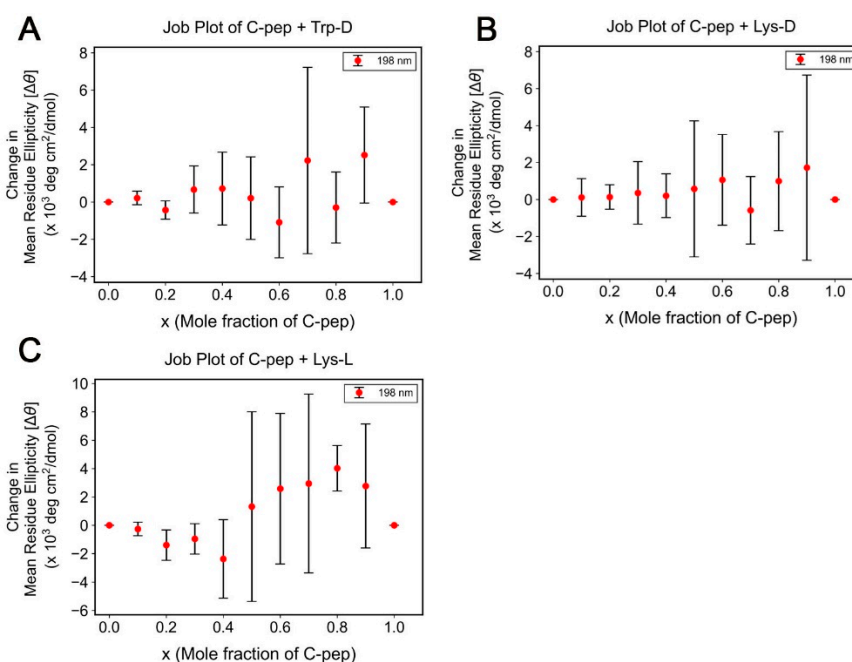 A
Job Plot of C-pep + Trp-D
198 nm
Change in
Mean Residue Ellipticity [Δθ]
(x 10³ deg cm²/dmol)
8
6
4
2
0
−2
−4
0.0 0.2 0.4 0.6 0.8 1.0
x (Mole fraction of C-pep)
B
Job Plot of C-pep + Lys-D
198 nm
Change in
Mean Residue Ellipticity [Δθ]
(x 10³ deg cm²/dmol)
8
6
4
2
0
−2
−4
0.0 0.2 0.4 0.6 0.8 1.0
x (Mole fraction of C-pep)
C
Job Plot of C-pep + Lys-L
198 nm
Change in
Mean Residue Ellipticity [Δθ]
(x 10³ deg cm²/dmol)
10
8
6
4
2
0
−2
−4
−6
0.0 0.2 0.4 0.6 0.8 1.0
x (Mole fraction of C-pep)